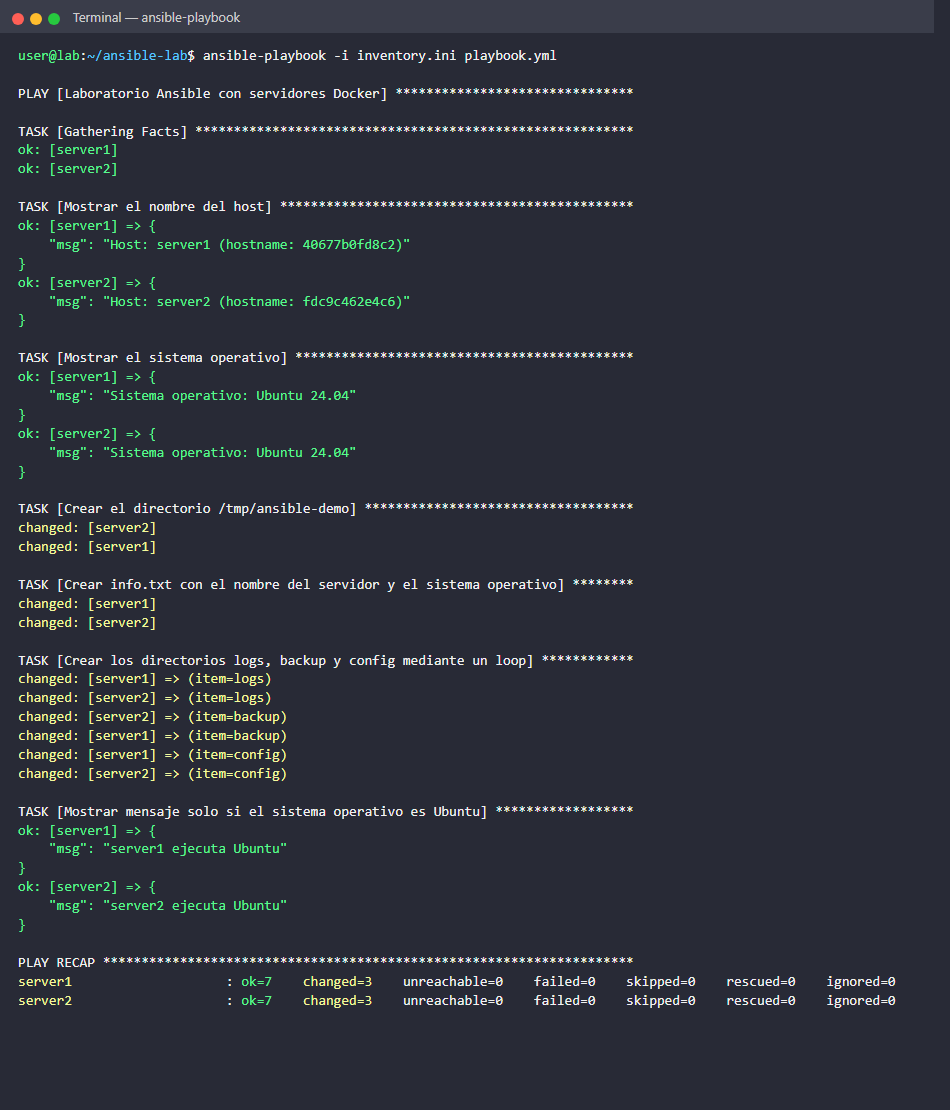 Terminal — ansible-playbook
user@lab:~/ansible-lab$ ansible-playbook -i inventory.ini playbook.yml
PLAY [Laboratorio Ansible con servidores Docker] *******************************
TASK [Gathering Facts] *********************************************************
ok: [server1]
ok: [server2]
TASK [Mostrar el nombre del host] **********************************************
ok: [server1] => {
    "msg": "Host: server1 (hostname: 40677b0fd8c2)"
}
ok: [server2] => {
    "msg": "Host: server2 (hostname: fdc9c462e4c6)"
}
TASK [Mostrar el sistema operativo] ********************************************
ok: [server1] => {
    "msg": "Sistema operativo: Ubuntu 24.04"
}
ok: [server2] => {
    "msg": "Sistema operativo: Ubuntu 24.04"
}
TASK [Crear el directorio /tmp/ansible-demo] ***********************************
changed: [server2]
changed: [server1]
TASK [Crear info.txt con el nombre del servidor y el sistema operativo] ********
changed: [server1]
changed: [server2]
TASK [Crear los directorios logs, backup y config mediante un loop] ************
changed: [server1] => (item=logs)
changed: [server2] => (item=logs)
changed: [server2] => (item=backup)
changed: [server1] => (item=backup)
changed: [server1] => (item=config)
changed: [server2] => (item=config)
TASK [Mostrar mensaje solo si el sistema operativo es Ubuntu] ******************
ok: [server1] => {
    "msg": "server1 ejecuta Ubuntu"
}
ok: [server2] => {
    "msg": "server2 ejecuta Ubuntu"
}
PLAY RECAP *********************************************************************
server1                    : ok=7    changed=3    unreachable=0    failed=0    skipped=0    rescued=0    ignored=0
server2                    : ok=7    changed=3    unreachable=0    failed=0    skipped=0    rescued=0    ignored=0